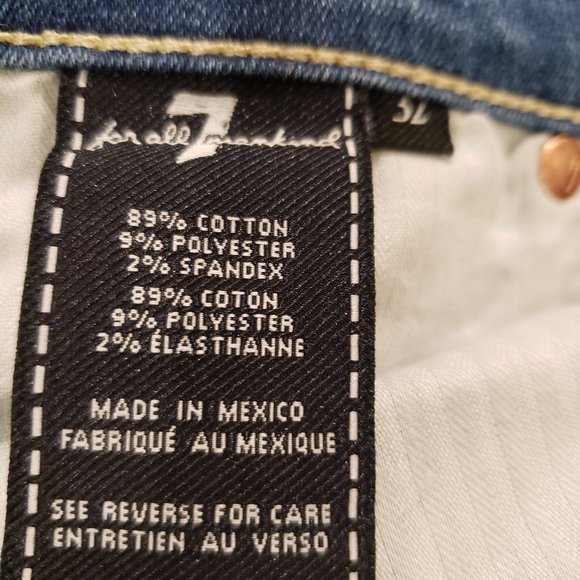 for all 7 mankind
32
89% COTTON
9% POLYESTER
2% SPANDEX
89% COTON
9% POLYESTER
2% ÉLASTHANNE
MADE IN MEXICO
FABRIQUÉ AU MEXIQUE
SEE REVERSE FOR CARE
ENTRETIEN AU VERSO